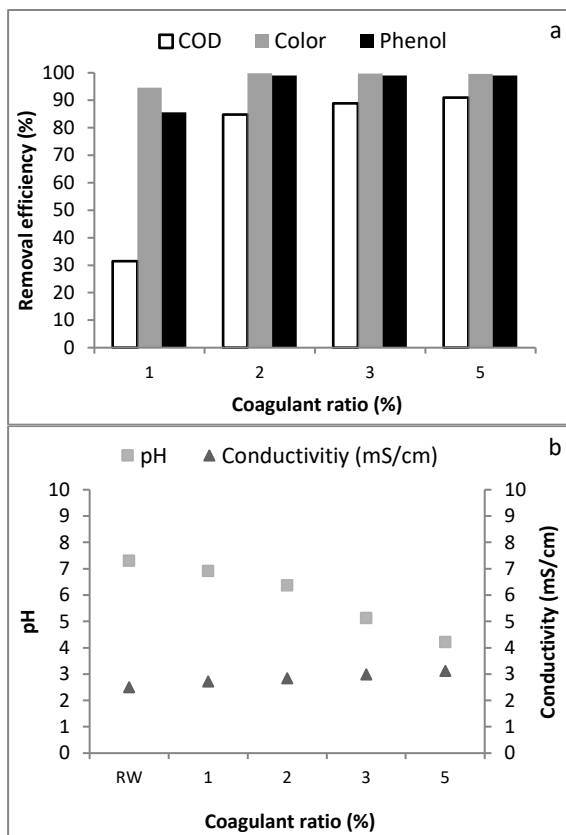 a
COD Color Phenol
100
90
80
70
60
50
40
30
20
10
0
Removal efficiency (%)
1 2 3 5
Coagulant ratio (%)
b
pH Conductivitiy (mS/cm)
10 10
9 9
8 8
7 7
6 6
5 5
4 4
3 3
2 2
1 1
0 0
pH
Conductivity (mS/cm)
RW 1 2 3 5
Coagulant ratio (%)